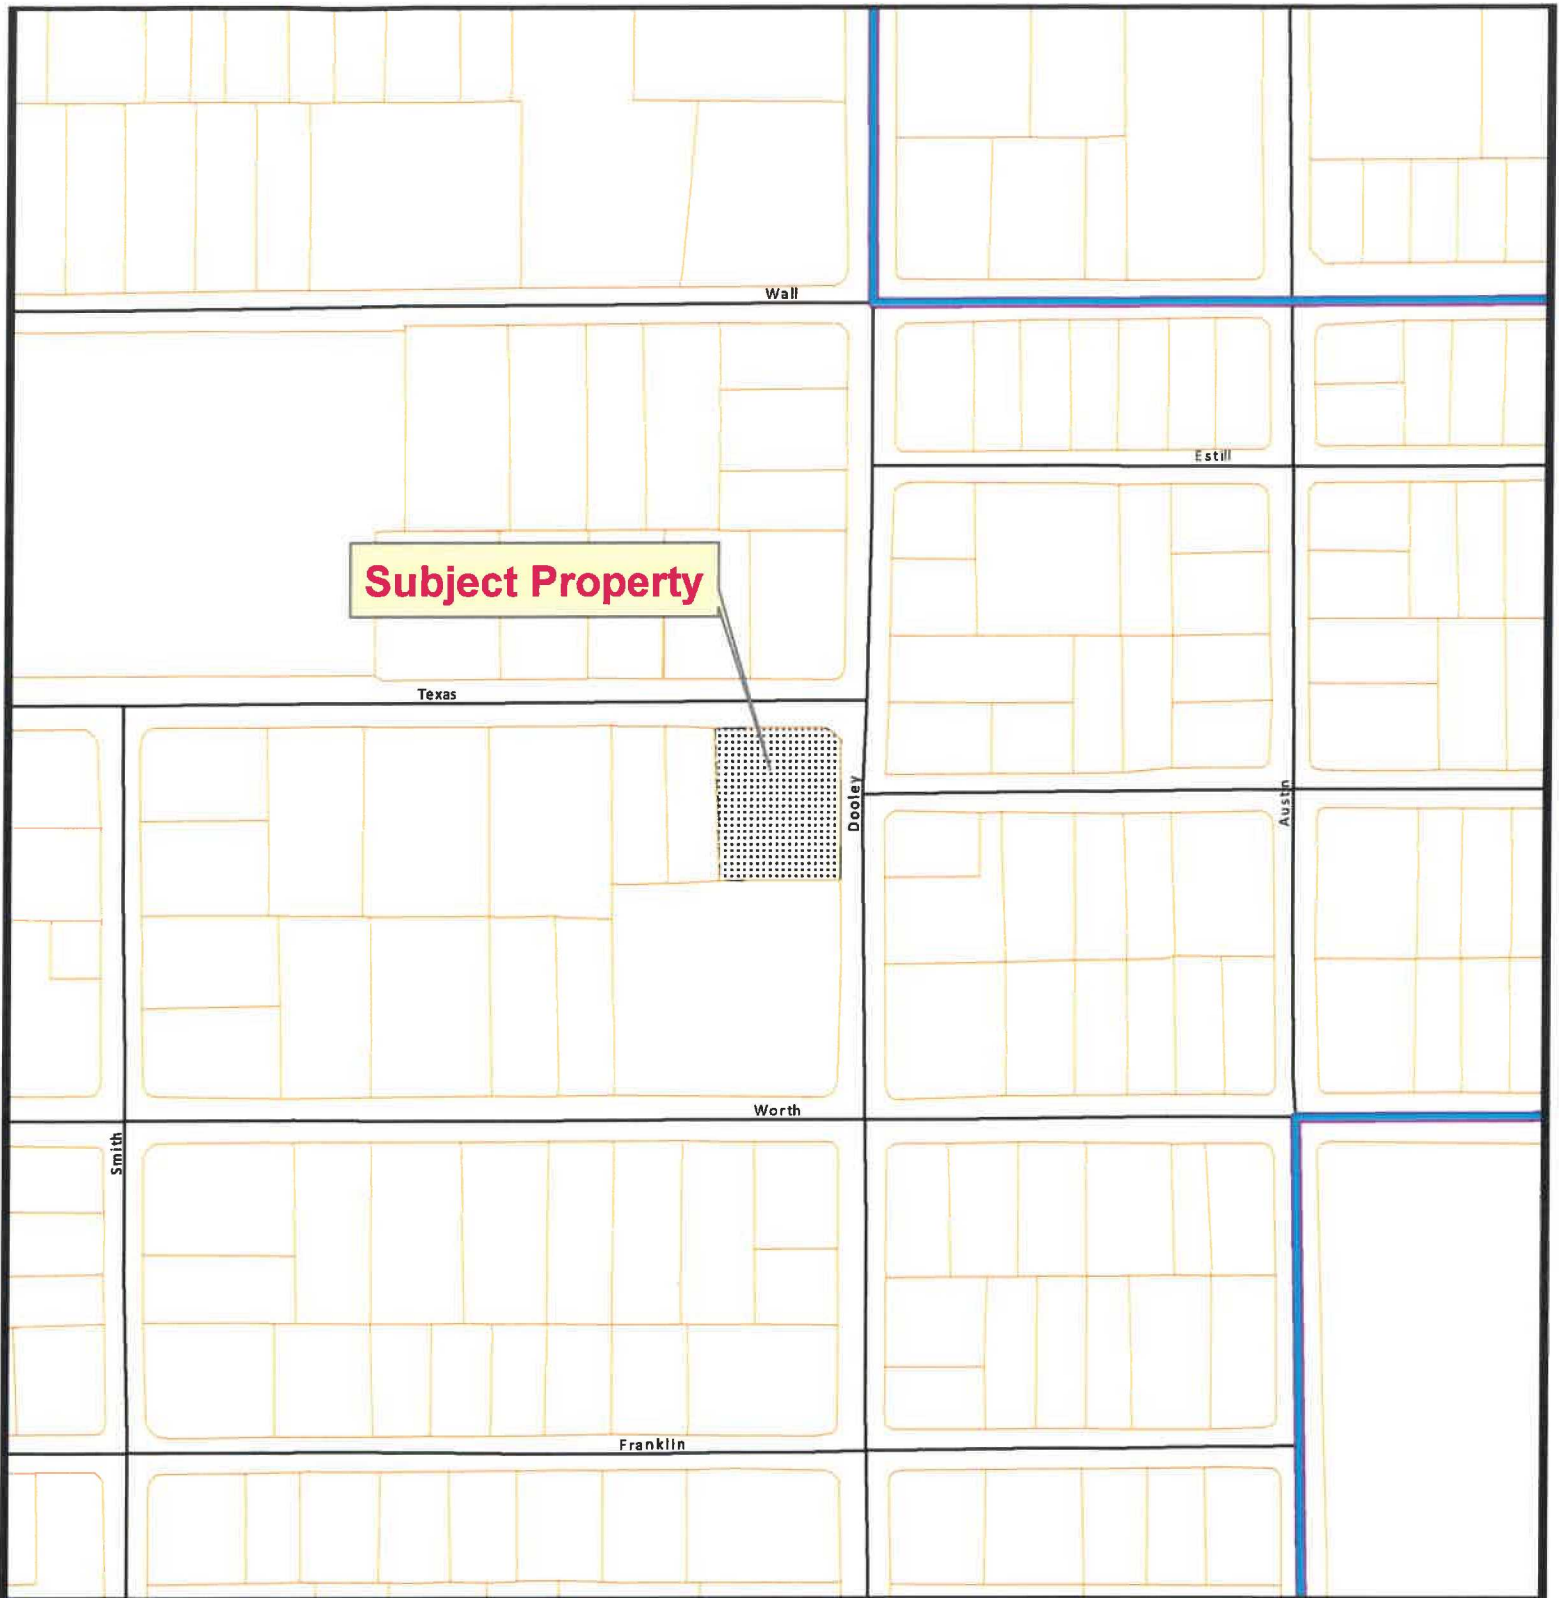 Wall
Estill
Subject Property
Texas
Dooley
Austin
Worth
Smith
Franklin